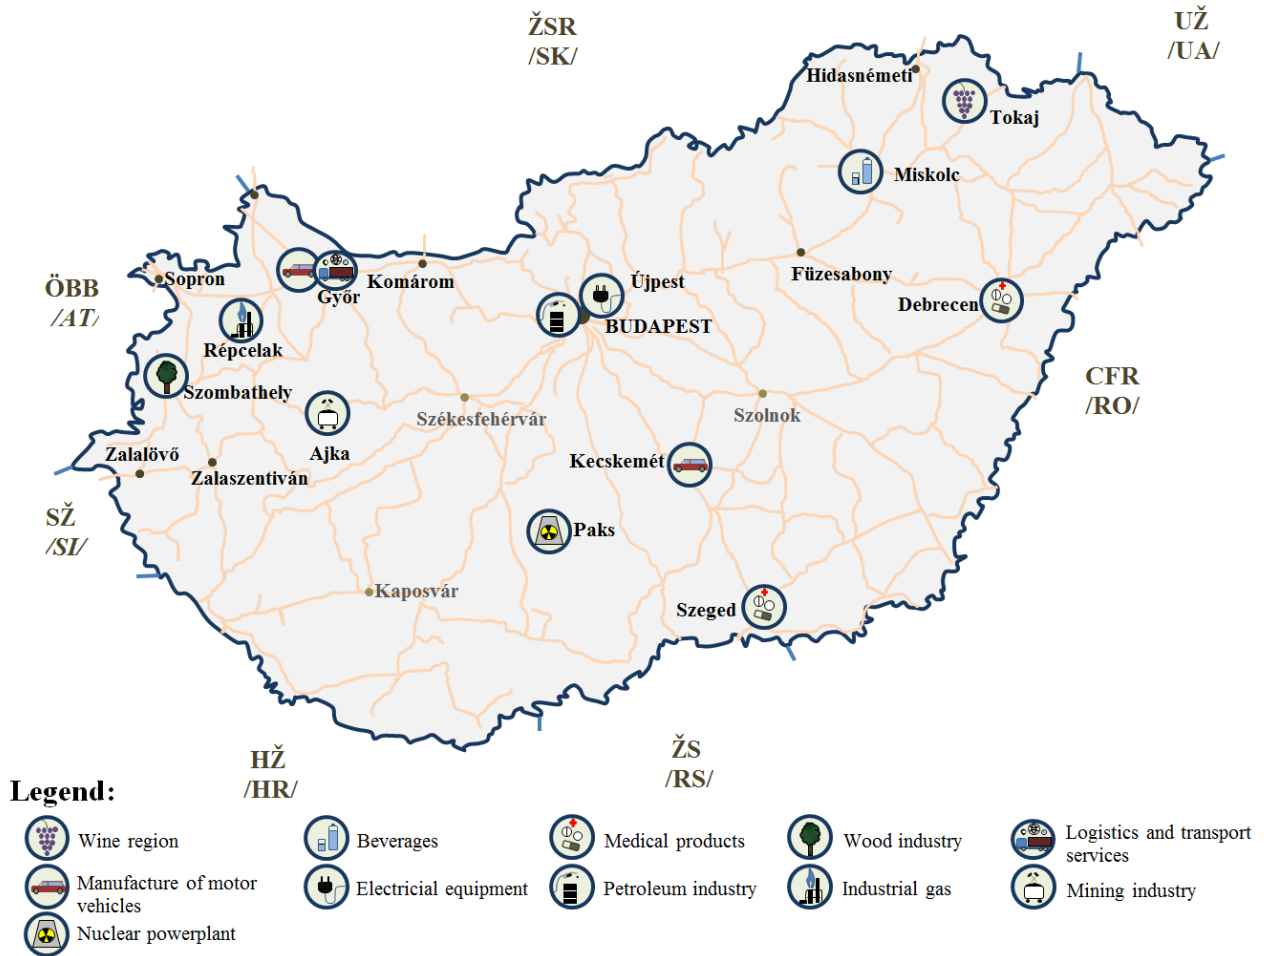 ŽSR
/SK/
UŽ
/UA/
Hidasnémeti
Tokaj
Miskolc
Füzesabony
Debrecen
ÖBB
/AT/
Sopron
Győr
Komárom
Újpest
BUDAPEST
Répcelak
Szombathely
CFR
/RO/
Székesfehérvár
Szolnok
Ajka
Zalalövő
Zalaszentiván
Kecskemét
SŽ
/SI/
Paks
Kaposvár
Szeged
HŽ
/HR/
ŽS
/RS/
Legend:
Wine region
Beverages
Medical products
Wood industry
Logistics and transport
services
Manufacture of motor
vehicles
Electricial equipment
Petroleum industry
Industrial gas
Mining industry
Nuclear powerplant